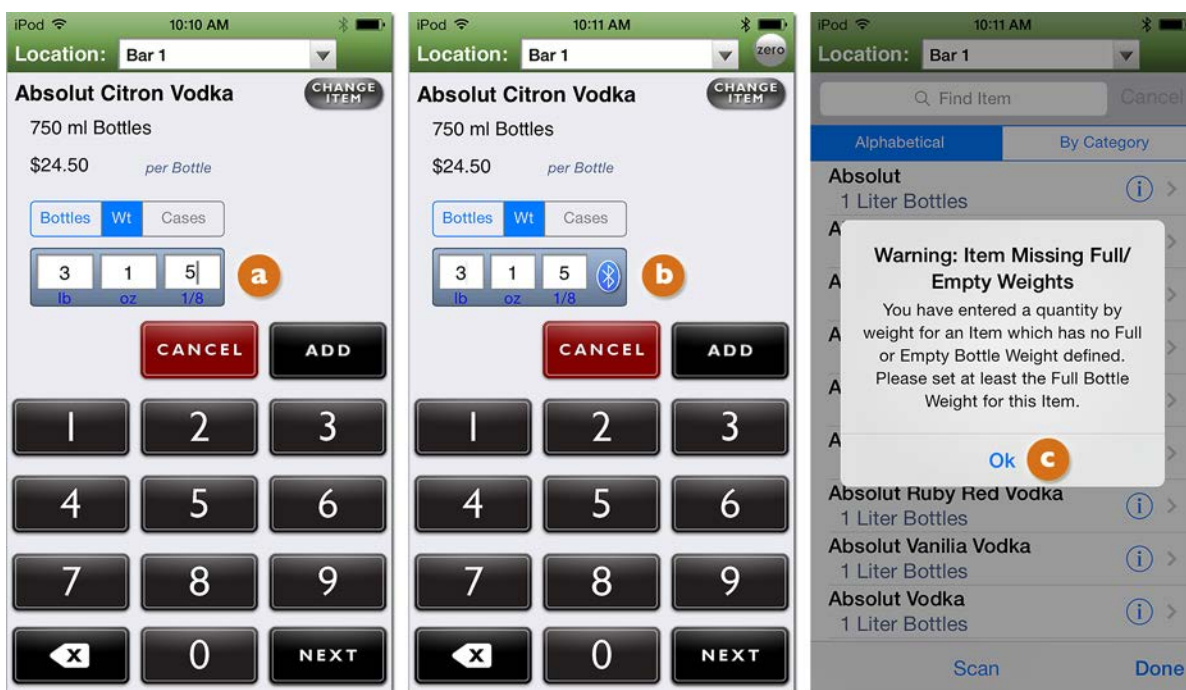 iPod 10:10 AM
Location: Bar 1
Absolut Citron Vodka CHANGE ITEM
750 ml Bottles
$24.50 per Bottle
Bottles Wt Cases
3 1 5 a
lb oz 1/8
CANCEL ADD
1 2 3
4 5 6
7 8 9
X 0 NEXT
iPod 10:11 AM
Location: Bar 1 zero
Absolut Citron Vodka CHANGE ITEM
750 ml Bottles
$24.50 per Bottle
Bottles Wt Cases
3 1 5 b
lb oz 1/8
CANCEL ADD
1 2 3
4 5 6
7 8 9
X 0 NEXT
iPod 10:11 AM
Location: Bar 1
Find Item Cancel
Alphabetical By Category
Absolut
1 Liter Bottles
A
Warning: Item Missing Full/
A Empty Weights
You have entered a quantity by
A weight for an Item which has no Full
or Empty Bottle Weight defined.
Please set at least the Full Bottle
A Weight for this Item.
A Ok c
Absolut Ruby Red Vodka
1 Liter Bottles
Absolut Vanilia Vodka
1 Liter Bottles
Absolut Vodka
1 Liter Bottles
Scan Done